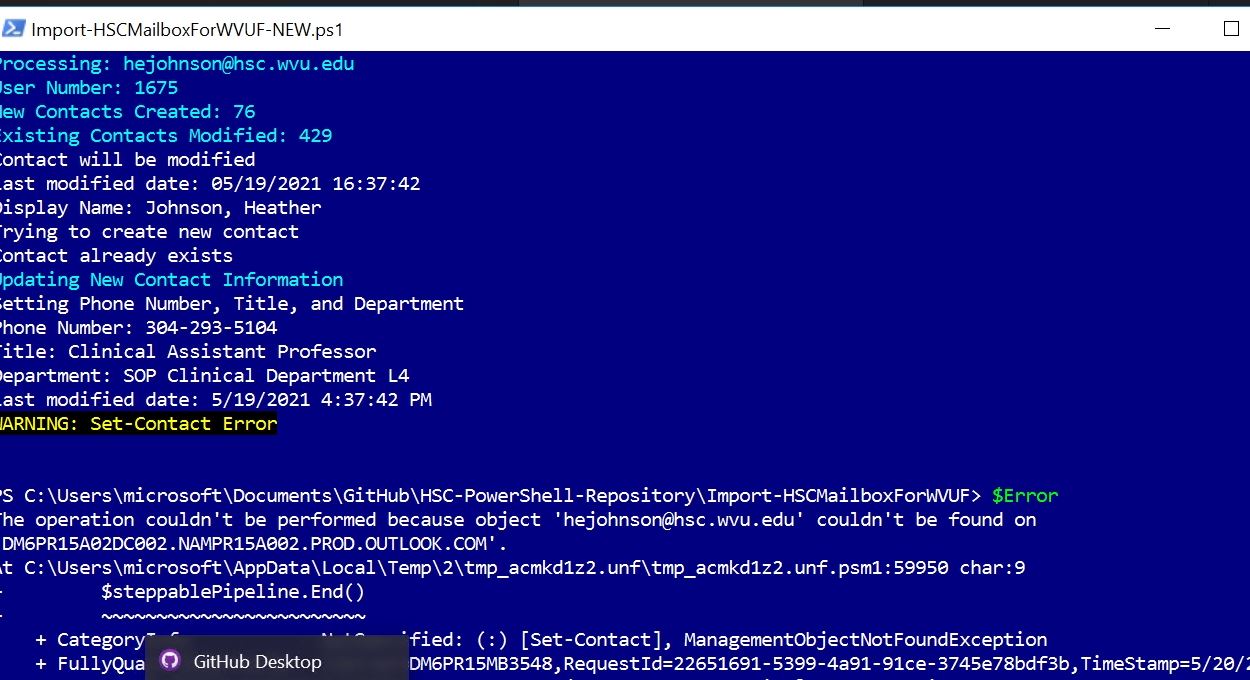 Import-HSCMailboxForWVUF-NEW.ps1
Processing: hejohnson@hsc.wvu.edu
User Number: 1675
New Contacts Created: 76
Existing Contacts Modified: 429
Contact will be modified
Last modified date: 05/19/2021 16:37:42
Display Name: Johnson, Heather
Trying to create new contact
Contact already exists
Updating New Contact Information
Setting Phone Number, Title, and Department
Phone Number: 304-293-5104
Title: Clinical Assistant Professor
Department: SOP Clinical Department L4
Last modified date: 5/19/2021 4:37:42 PM
WARNING: Set-Contact Error
PS C:\Users\microsoft\Documents\GitHub\HSC-PowerShell-Repository\Import-HSCMailboxForWVUF> $Error
The operation couldn't be performed because object 'hejohnson@hsc.wvu.edu' couldn't be found on
'DM6PR15A02DC002.NAMPR15A002.PROD.OUTLOOK.COM'.
At C:\Users\microsoft\AppData\Local\Temp\2\tmp_acmkd1z2.unf\tmp_acmkd1z2.unf.psm1:59950 char:9
+         $steppablePipeline.End()
+         ~~~~~~~~~~~~~~~~~~~~~~~~
+ CategoryInfo : NotSpecified: (:) [Set-Contact], ManagementObjectNotFoundException
+ FullyQua DM6PR15MB3548,RequestId=22651691-5399-4a91-91ce-3745e78bdf3b,TimeStamp=5/20/2
GitHub Desktop